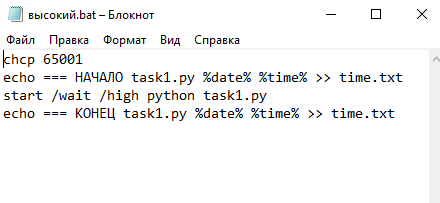 высокий.bat – Блокнот
Файл Правка Формат Вид Справка
chcp 65001
echo === НАЧАЛО task1.py %date% %time% >> time.txt
start /wait /high python task1.py
echo === КОНЕЦ task1.py %date% %time% >> time.txt